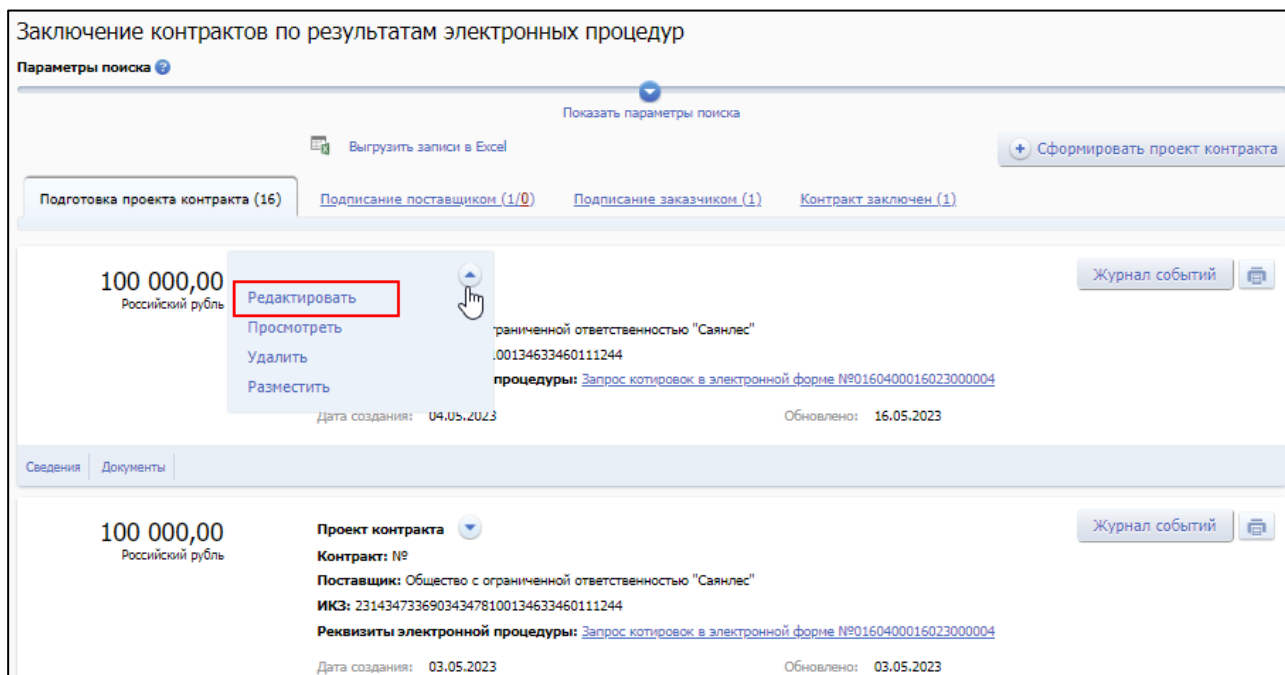 Заключение контрактов по результатам электронных процедур
Параметры поиска
Показать параметры поиска
Выгрузить записи в Excel
Сформировать проект контракта
Подготовка проекта контракта (16) Подписание поставщиком (1/0) Подписание заказчиком (1) Контракт заключен (1)
100 000,00
Российский рубль
Редактировать
Просмотреть
Удалить
Разместить
Журнал событий
ограниченной ответственностью "Саянлес"
00134633460111244
процедуры: Запрос котировок в электронной форме №0160400016023000004
Дата создания: 04.05.2023 Обновлено: 16.05.2023
Сведения Документы
100 000,00
Российский рубль
Проект контракта
Журнал событий
Контракт: №
Поставщик: Общество с ограниченной ответственностью "Саянлес"
ИКЗ: 231434733690343478100134633460111244
Реквизиты электронной процедуры: Запрос котировок в электронной форме №0160400016023000004
Дата создания: 03.05.2023 Обновлено: 03.05.2023